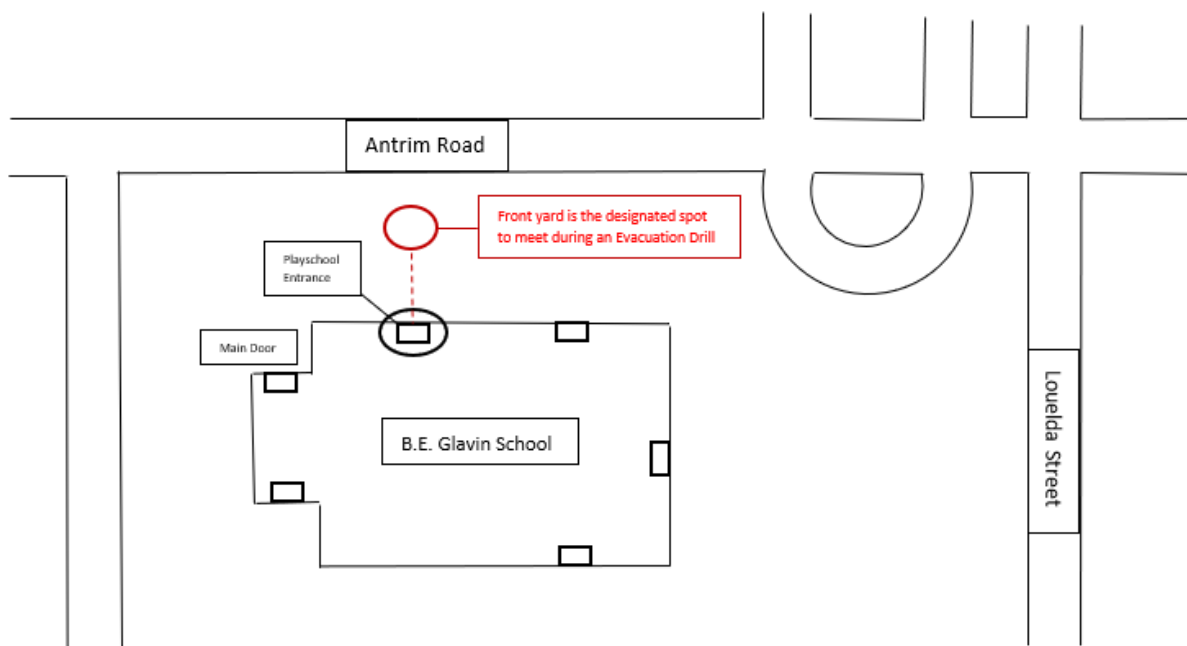 Antrim Road
Front yard is the designated spot
to meet during an Evacuation Drill
Playschool
Entrance
Main Door
B.E. Glavin School
Louelda Street